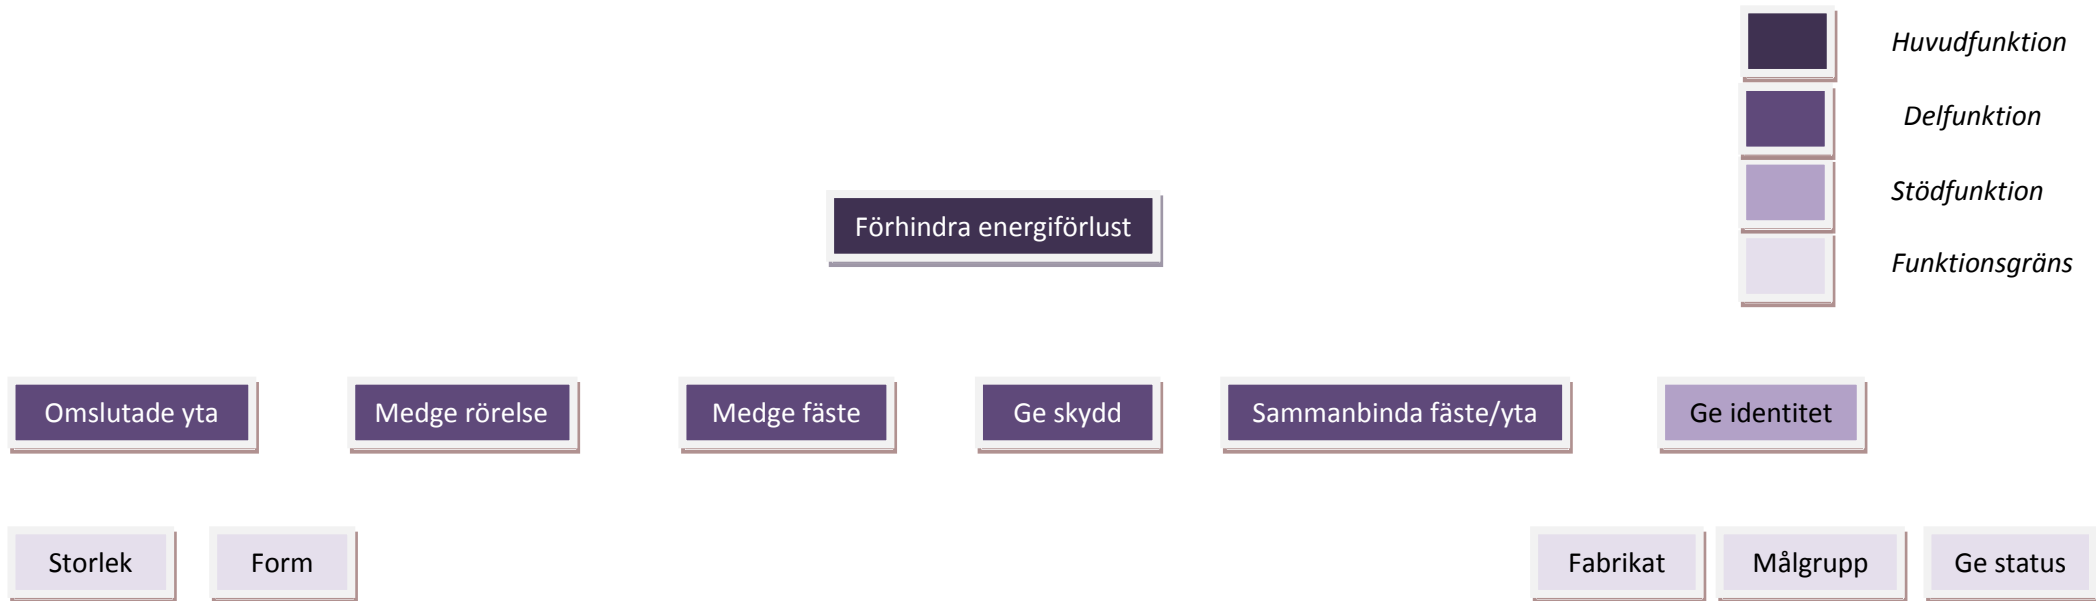 Huvudfunktion
Delfunktion
Stödfunktion
Funktionsgräns
Förhindra energiförlust
Omslutade yta
Medge rörelse
Medge fäste
Ge skydd
Sammanbinda fäste/yta
Ge identitet
Storlek
Form
Fabrikat
Målgrupp
Ge status